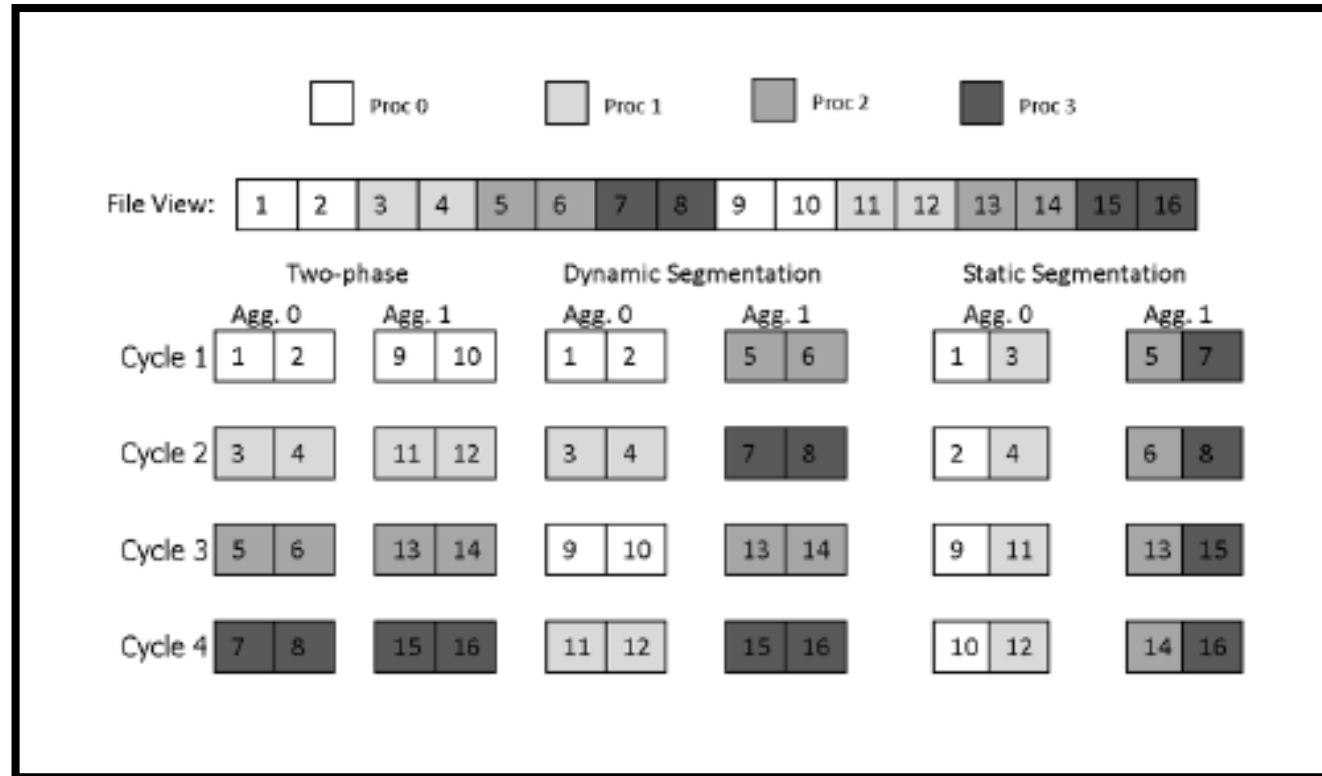 Proc 0 Proc 1 Proc 2 Proc 3
File View: 1 2 3 4 5 6 7 8 9 10 11 12 13 14 15 16
Two-phase Dynamic Segmentation Static Segmentation
Agg. 0 Agg. 1 Agg. 0 Agg. 1 Agg. 0 Agg. 1
Cycle 1 1 2 9 10 1 2 5 6 1 3 5 7
Cycle 2 3 4 11 12 3 4 7 8 2 4 6 8
Cycle 3 5 6 13 14 9 10 13 14 9 11 13 15
Cycle 4 7 8 15 16 11 12 15 16 10 12 14 16